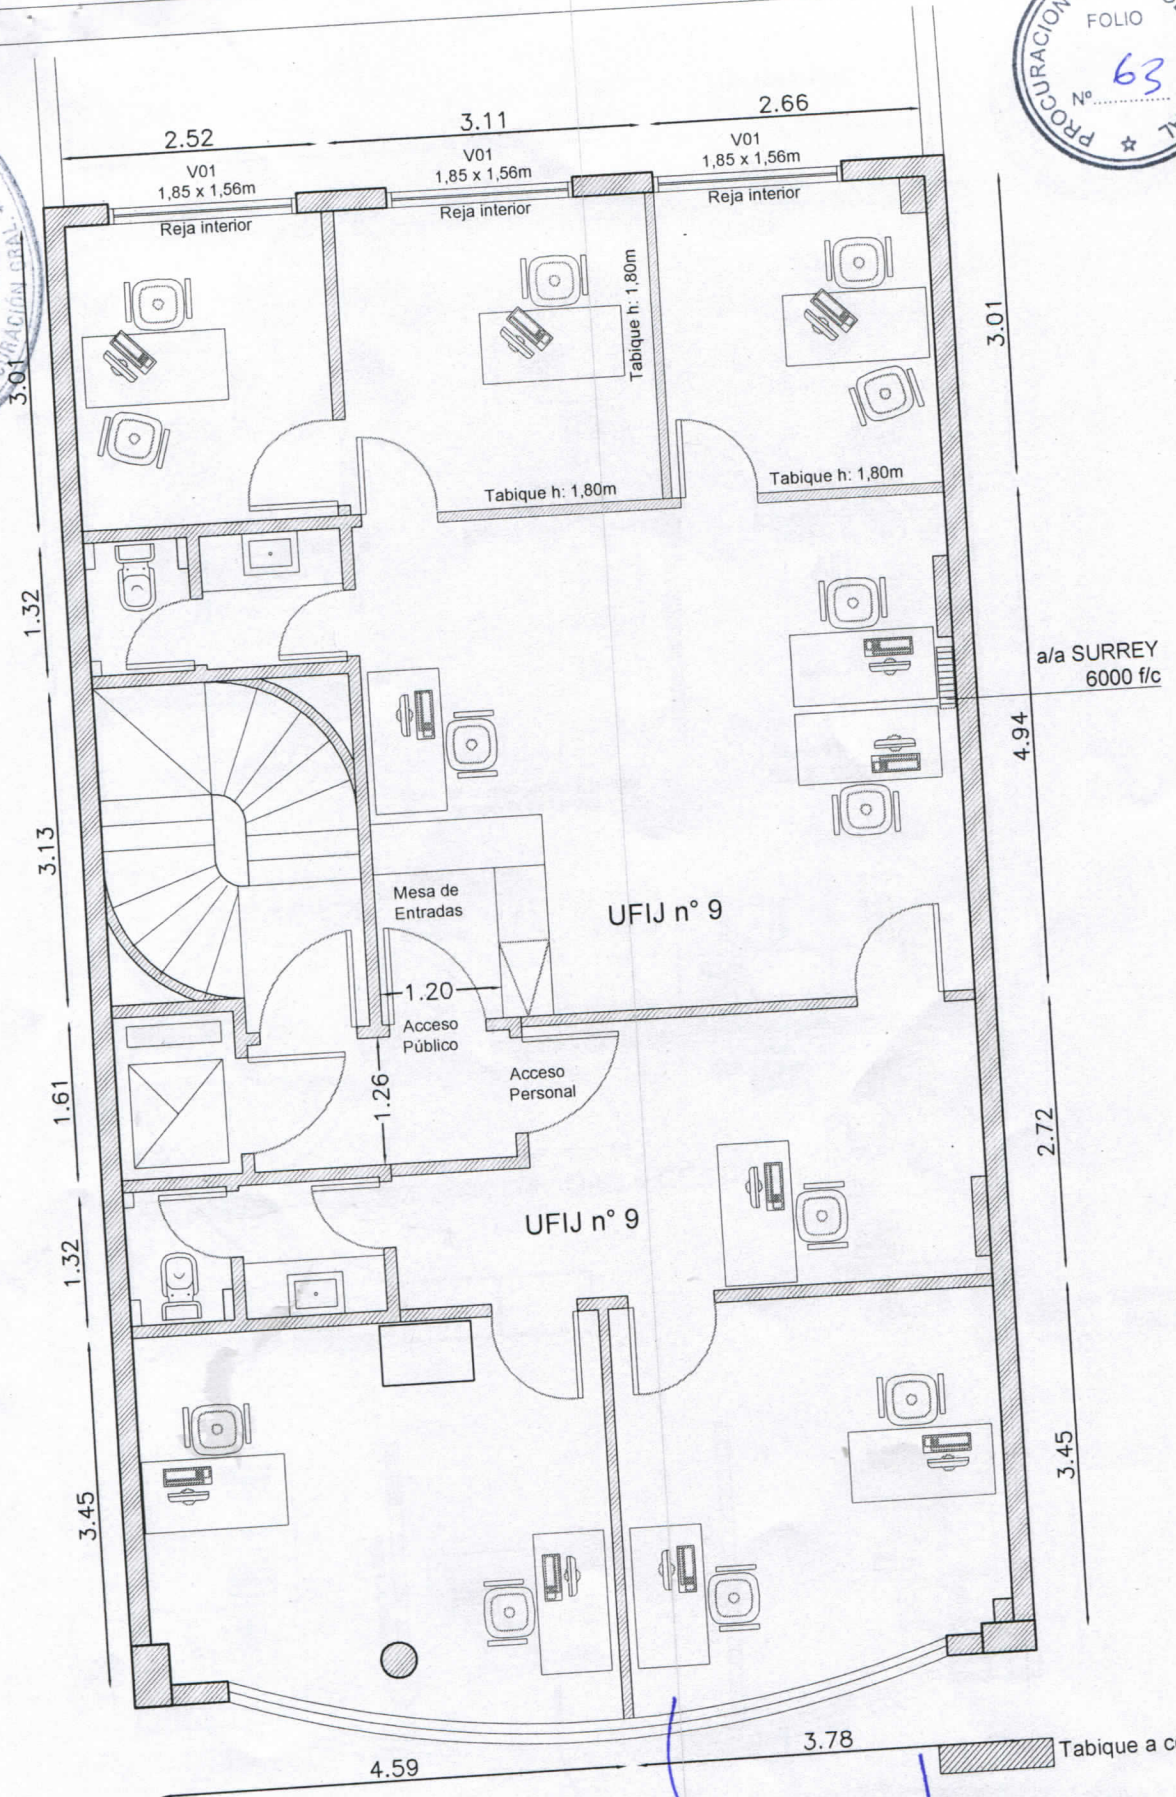 FOLIO
PROCURACION
Nº 63
2.52
3.11
2.66
V01
1,85 x 1,56m
V01
1,85 x 1,56m
V01
1,85 x 1,56m
Reja interior
Reja interior
Reja interior
3.01
3.01
Tabique h: 1,80m
Tabique h: 1,80m
Tabique h: 1,80m
1.32
a/a SURREY
6000 f/c
4.94
3.13
Mesa de
Entradas
UFIJ n° 9
1.20
Acceso
Público
Acceso
Personal
1.26
1.61
2.72
UFIJ n° 9
1.32
3.45
3.45
4.59
3.78
Tabique a